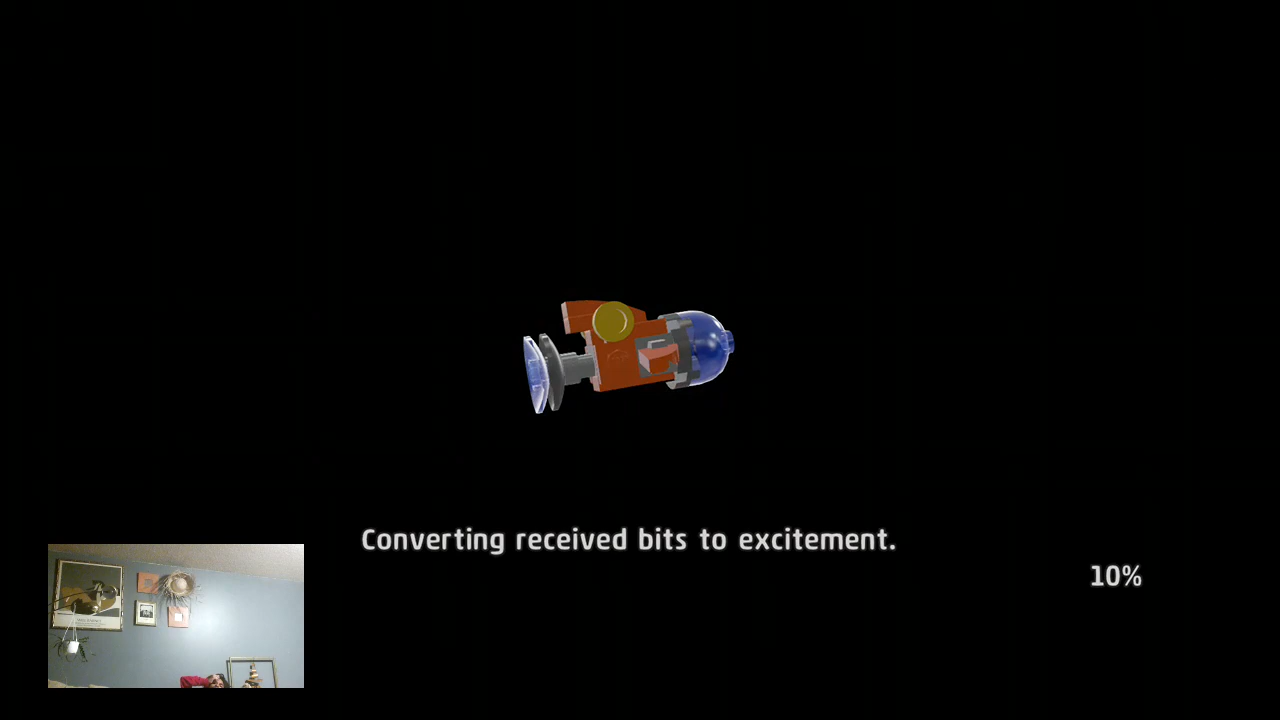 Converting received bits to excitement.
10%